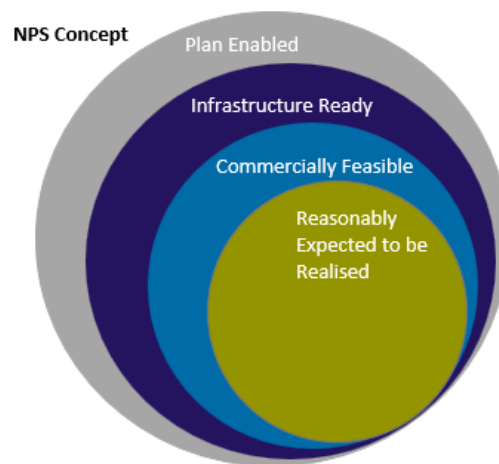 NPS Concept
Plan Enabled
Infrastructure Ready
Commercially Feasible
Reasonably
Expected to be
Realised